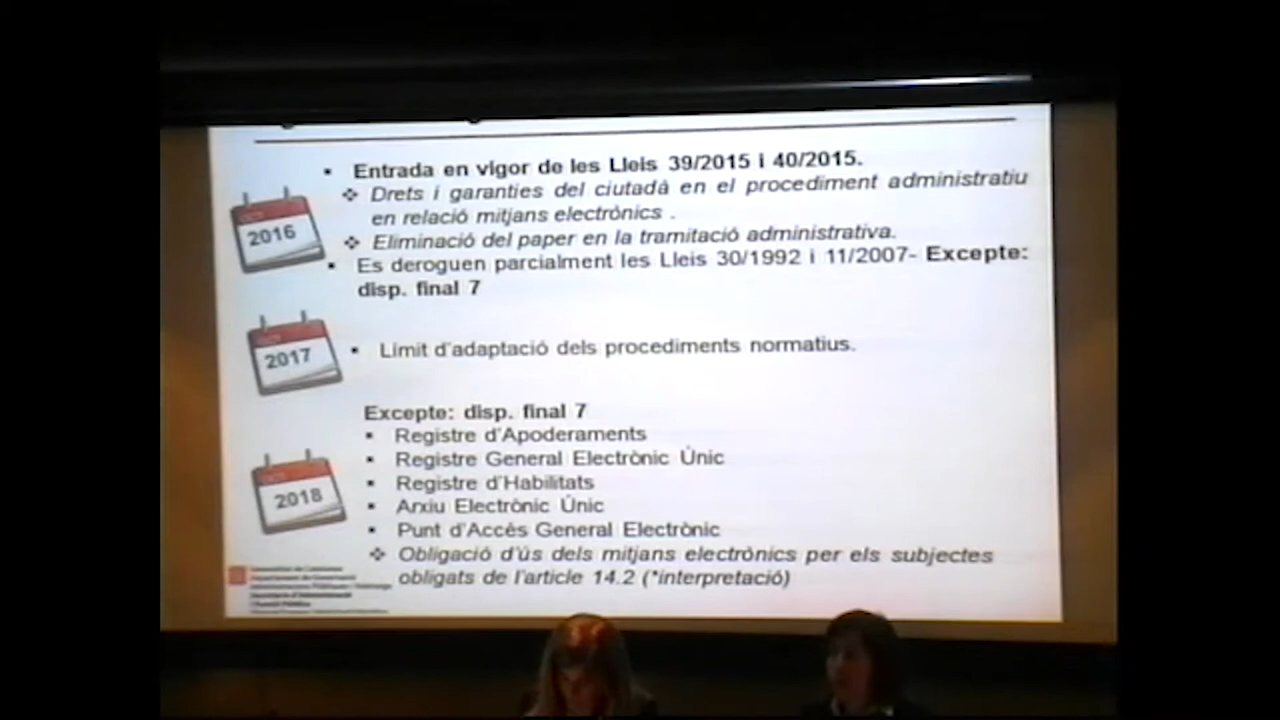 Entrada en vigor de les Lleis 39/2015 i 40/2015.
Drets i garanties del ciutadà en el procediment administratiu
en relació mitjans electrònics .
Eliminació del paper en la tramitació administrativa.
Es deroguen parcialment les Lleis 30/1992 i 11/2007- Excepte:
disp. final 7
2016
Límit d'adaptació dels procediments normatius.
2017
Excepte: disp. final 7
Registre d'Apoderaments
Registre General Electrònic Únic
Registre d'Habilitats
Arxiu Electrònic Únic
Punt d'Accés General Electrònic
Obligació d'ús dels mitjans electrònics per els subjectes
obligats de l'article 14.2 (*interpretació)
2018
Generalitat de Catalunya